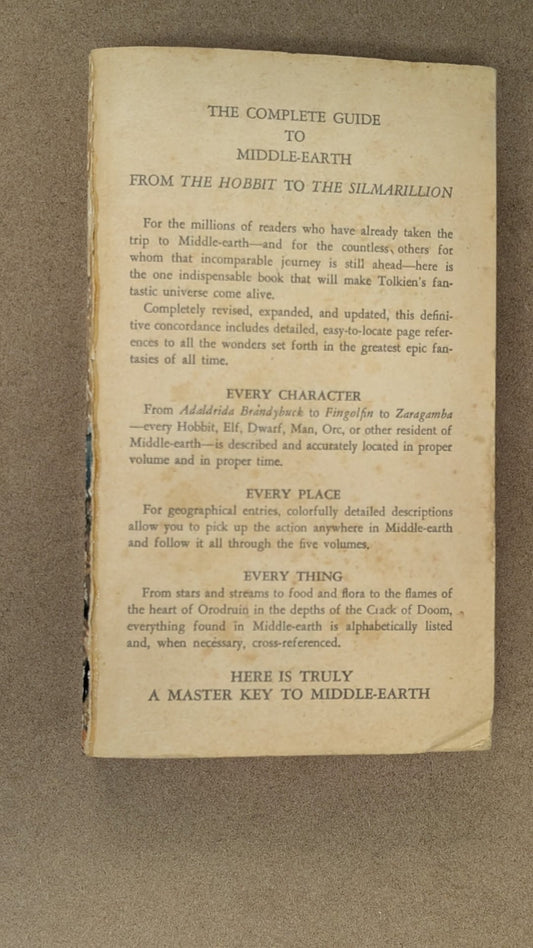 THE COMPLETE GUIDE
TO
MIDDLE-EARTH
FROM THE HOBBIT TO THE SILMARILLION
For the millions of readers who have already taken the
trip to Middle-earth—and for the countless others for
whom that incomparable journey is still ahead—here is
the one indispensable book that will make Tolkien's fan-
tastic universe come alive.
Completely revised, expanded, and updated, this defini-
tive concordance includes detailed, easy-to-locate page refer-
ences to all the wonders set forth in the greatest epic fan-
tasies of all time.
EVERY CHARACTER
From Adaldrida Brandybuck to Fingolfin to Zaragamba
—every Hobbit, Elf, Dwarf, Man, Orc, or other resident of
Middle-earth—is described and accurately located in proper
volume and in proper time.
EVERY PLACE
For geographical entries, colorfully detailed descriptions
allow you to pick up the action anywhere in Middle-earth
and follow it all through the five volumes.
EVERY THING
From stars and streams to food and flora to the flames of
the heart of Orodruin in the depths of the Crack of Doom,
everything found in Middle-earth is alphabetically listed
and, when necessary, cross-referenced.
HERE IS TRULY
A MASTER KEY TO MIDDLE-EARTH